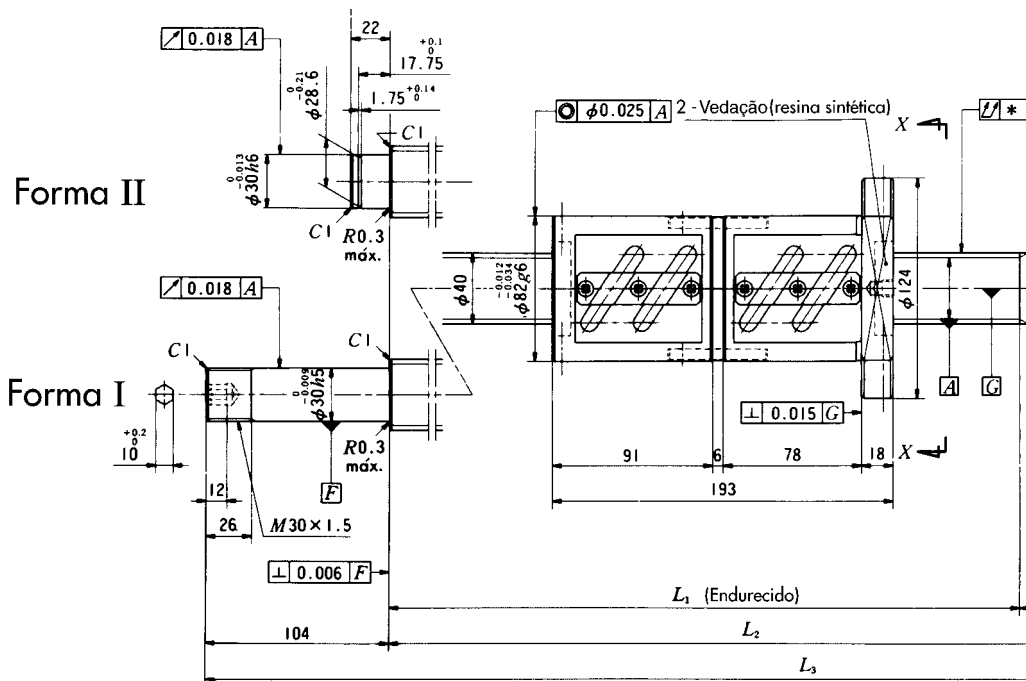 22
0.018 A
+0.1
0
17.75
0
-0.21
φ28.6
1.75 +0.14
0
φ0.025 A 2 - Vedação (resina sintética)
X
*
C1
0
-0.013
φ30h6
Forma II
C1
R0.3
máx.
φ40
-0.012
-0.034
φ82g6
φ124
0.018 A
C1
C1
0
-0.009
φ30h5
Forma I
A
G
⊥ 0.015 G
R0.3
máx.
+0.2
0
10
91
6
78
18
X
12
F
193
26
M30×1.5
⊥ 0.006 F
L1 (Endurecido)
104
L2
L3